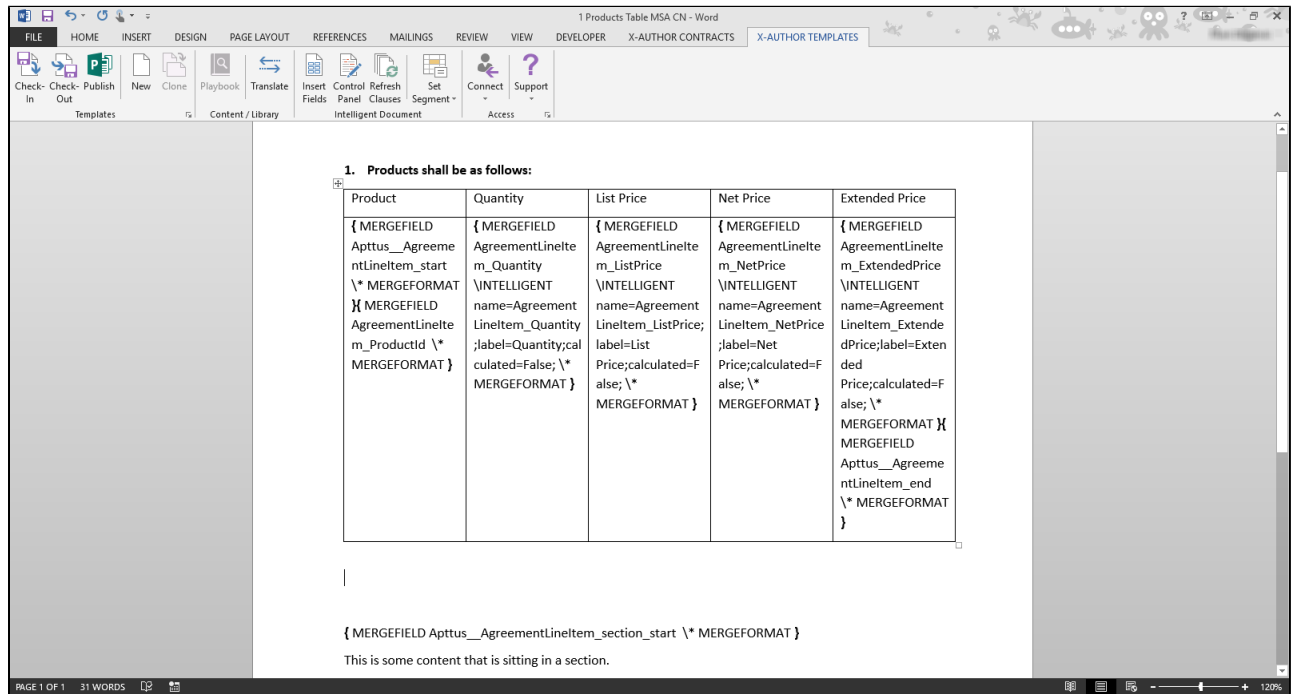 1 Products Table MSA CN - Word
?
FILE HOME INSERT DESIGN PAGE LAYOUT REFERENCES MAILINGS REVIEW VIEW DEVELOPER X-AUTHOR CONTRACTS X-AUTHOR TEMPLATES
Check-In Check-Out Publish New Clone Playbook Translate Insert Fields Control Panel Refresh Clauses Set Segment Connect Support
Templates Content / Library Intelligent Document Access
1. Products shall be as follows:
Product Quantity List Price Net Price Extended Price
{ MERGEFIELD
Apttus__Agreeme
ntLineItem_start
\* MERGEFORMAT
}{ MERGEFIELD
AgreementLineIte
m_ProductId \*
MERGEFORMAT }
{ MERGEFIELD
AgreementLineIte
m_Quantity
\INTELLIGENT
name=Agreement
LineItem_Quantity
;label=Quantity;cal
culated=False; \*
MERGEFORMAT }
{ MERGEFIELD
AgreementLineIte
m_ListPrice
\INTELLIGENT
name=Agreement
LineItem_ListPrice;
label=List
Price;calculated=F
alse; \*
MERGEFORMAT }
{ MERGEFIELD
AgreementLineIte
m_NetPrice
\INTELLIGENT
name=Agreement
LineItem_NetPrice
;label=Net
Price;calculated=F
alse; \*
MERGEFORMAT }
{ MERGEFIELD
AgreementLineIte
m_ExtendedPrice
\INTELLIGENT
name=Agreement
LineItem_Extende
dPrice;label=Exten
ded
Price;calculated=F
alse; \*
MERGEFORMAT }{
MERGEFIELD
Apttus__Agreeme
ntLineItem_end
\* MERGEFORMAT
}
{ MERGEFIELD Apttus__AgreementLineItem_section_start \* MERGEFORMAT }
This is some content that is sitting in a section.
PAGE 1 OF 1 31 WORDS 120%